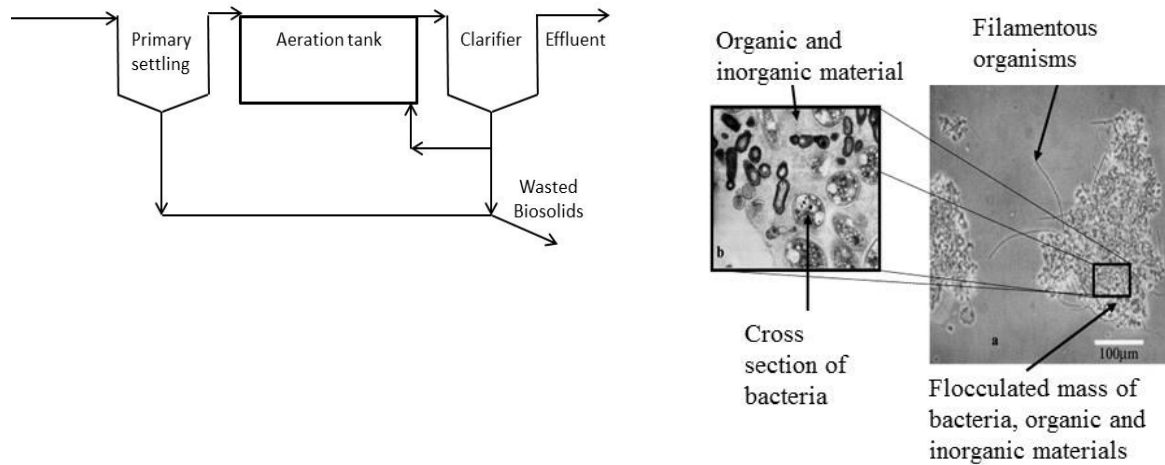 Primary
settling
Aeration tank
Clarifier
Effluent
Wasted
Biosolids
Organic and
inorganic material
Filamentous
organisms
b
a
100µm
Cross
section of
bacteria
Flocculated mass of
bacteria, organic and
inorganic materials